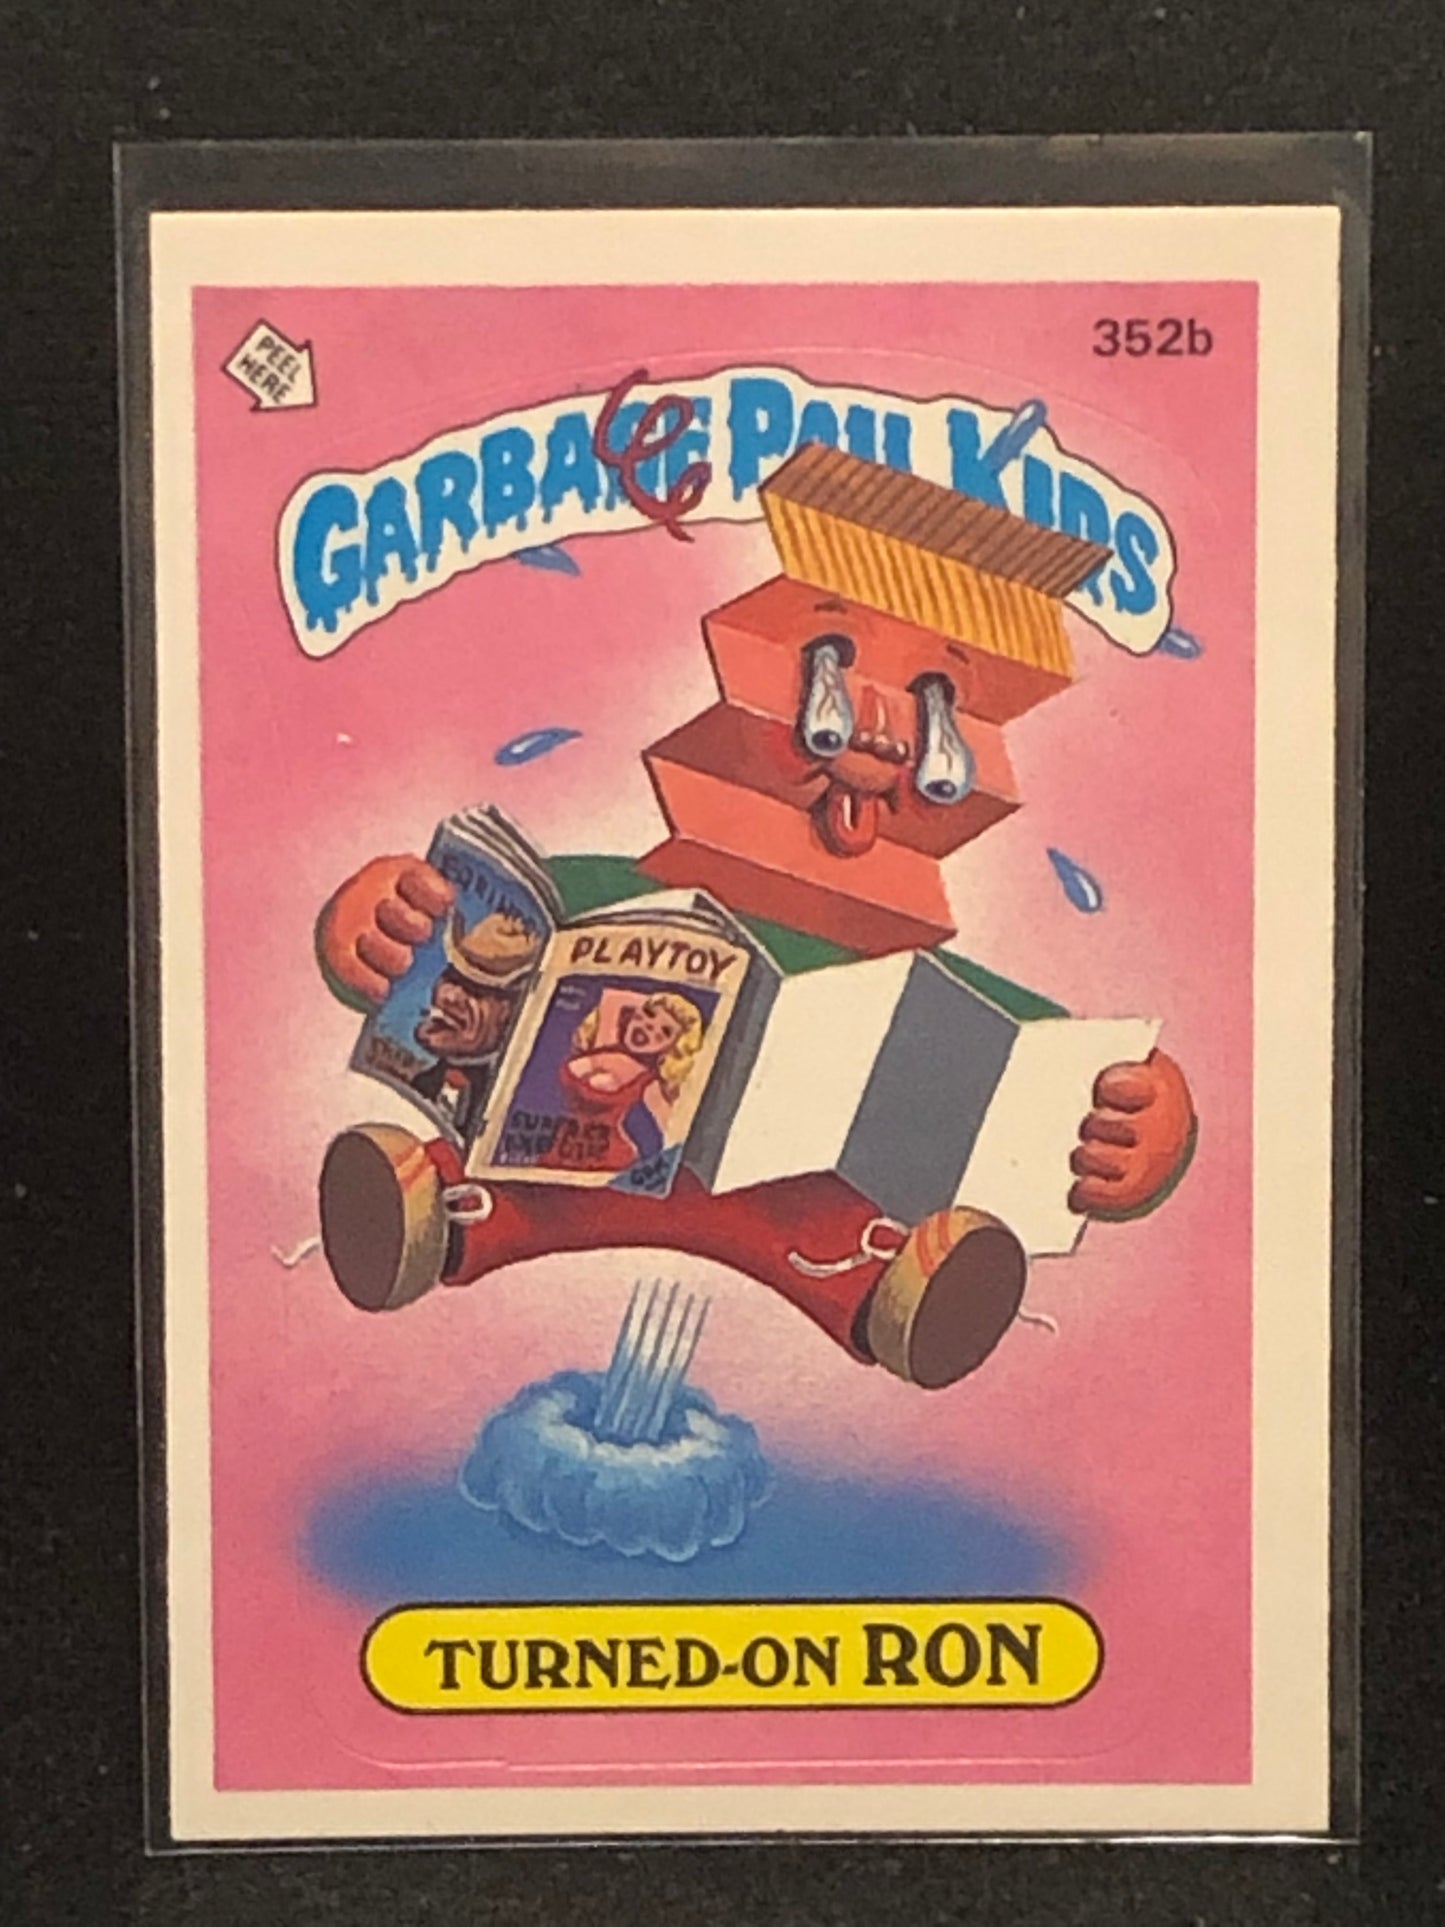 352b
PEEL
HERE
GARBAGE PAIL KIDS
PLAYTOY
TURNED-ON RON